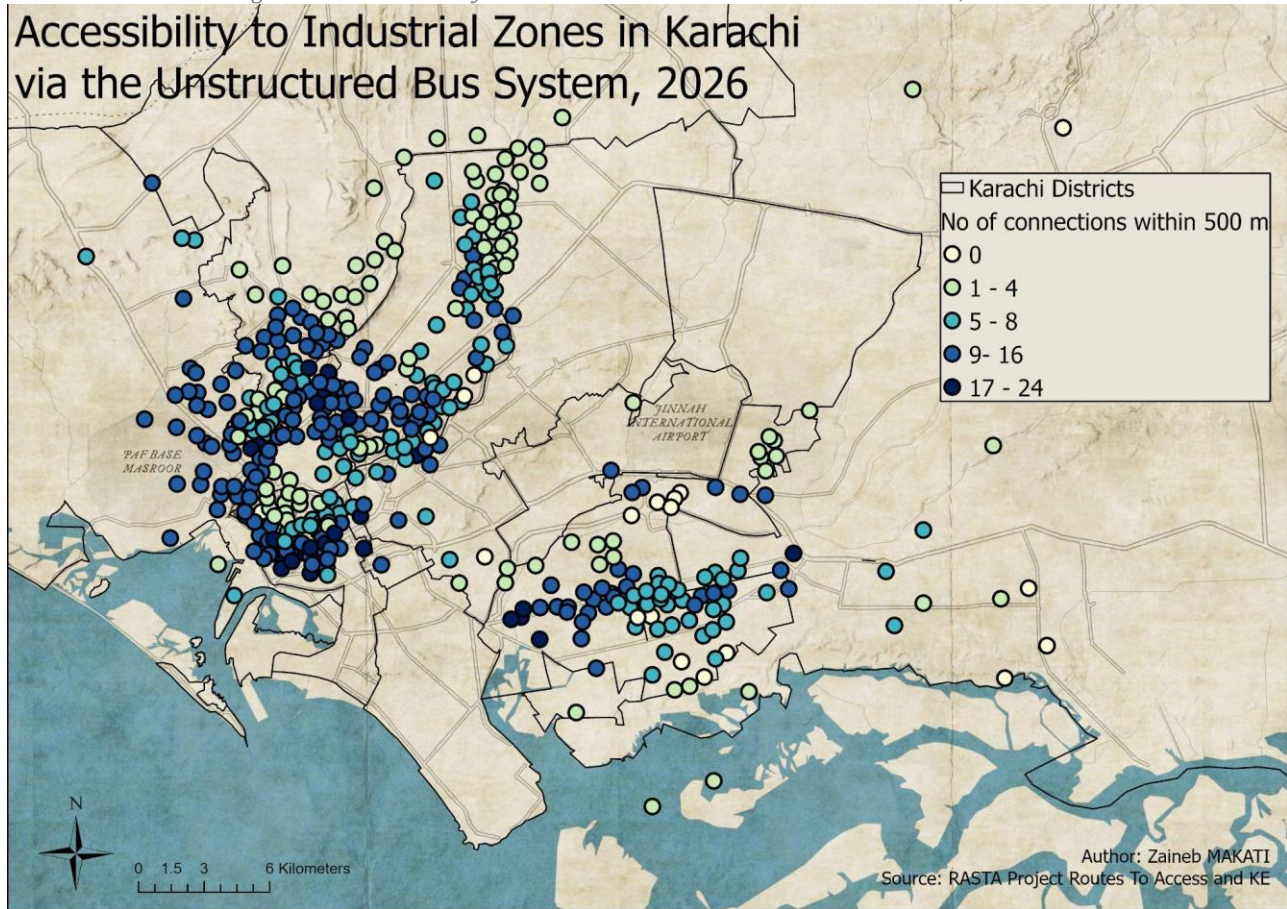 Accessibility to Industrial Zones in Karachi
via the Unstructured Bus System, 2026
Karachi Districts
No of connections within 500 m
0
1 - 4
5 - 8
9- 16
17 - 24
JINNAH
INTERNATIONAL
AIRPORT
PAF BASE
MASROOR
N
0 1.5 3 6 Kilometers
Author: Zaineb MAKATI
Source: RASTA Project Routes To Access and KE